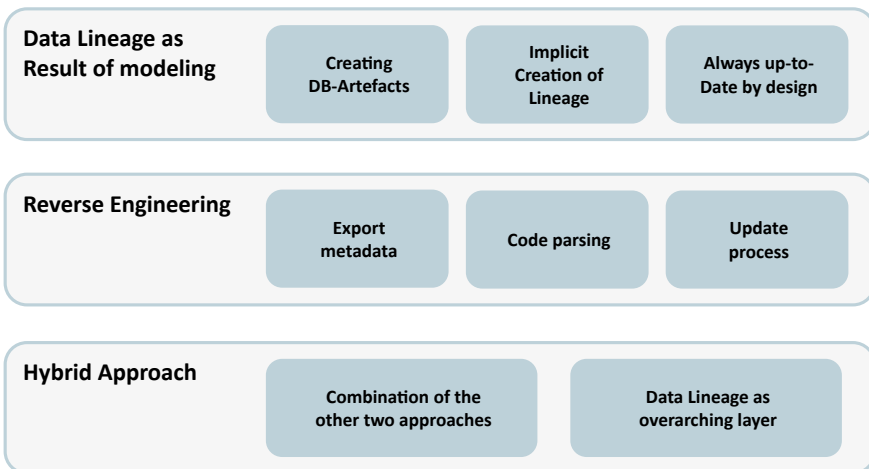 Data Lineage as
Result of modeling
Creating
DB-Artefacts
Implicit
Creation of
Lineage
Always up-to-
Date by design
Reverse Engineering
Export
metadata
Code parsing
Update
process
Hybrid Approach
Combination of the
other two approaches
Data Lineage as
overarching layer